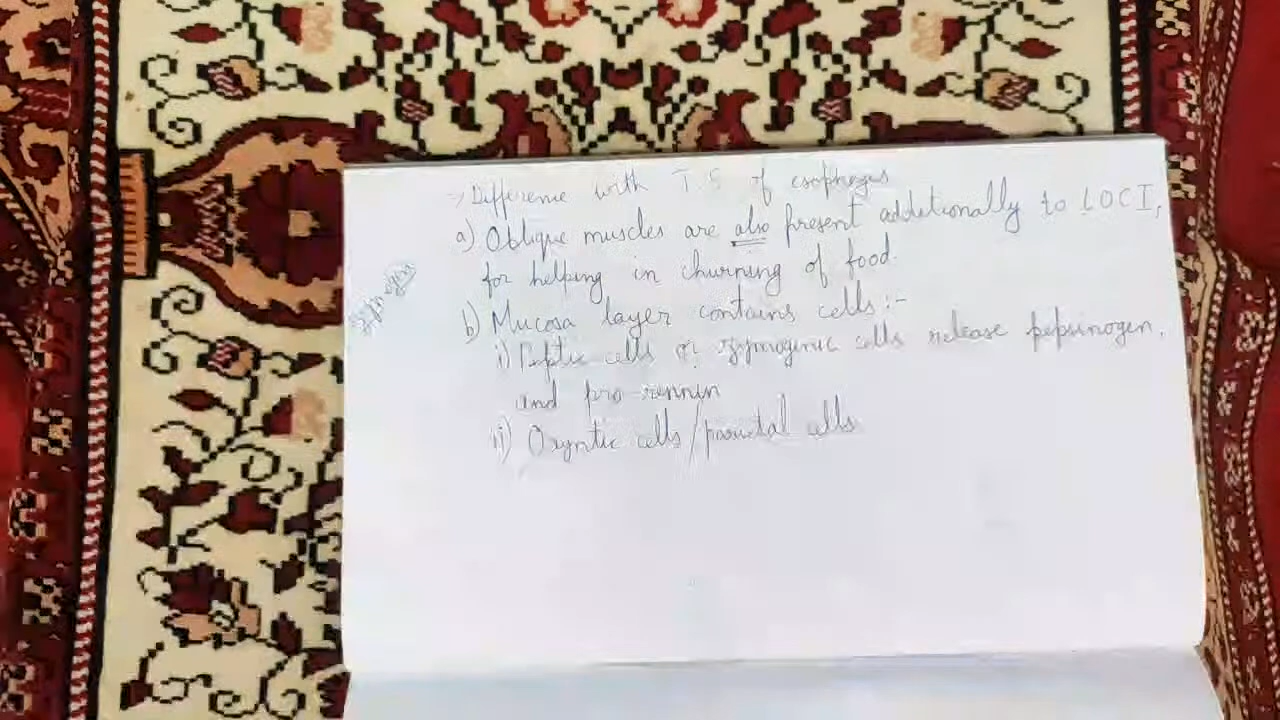 → Difference with T.S of esophagus
a) Oblique muscles are also present additionally to LOCI,
for helping in churning of food.
b) Mucosa layer contains cells :-
i) Peptic cells or zymogenic cells release pepsinogen,
and pro-rennin
ii) Oxyntic cells / parietal cells